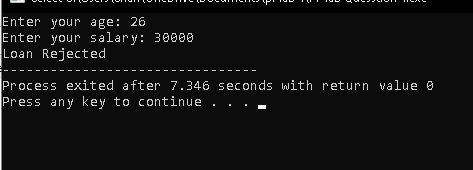 Enter your age: 26
Enter your salary: 30000
Loan Rejected
--------------------------------
Process exited after 7.346 seconds with return value 0
Press any key to continue . . .